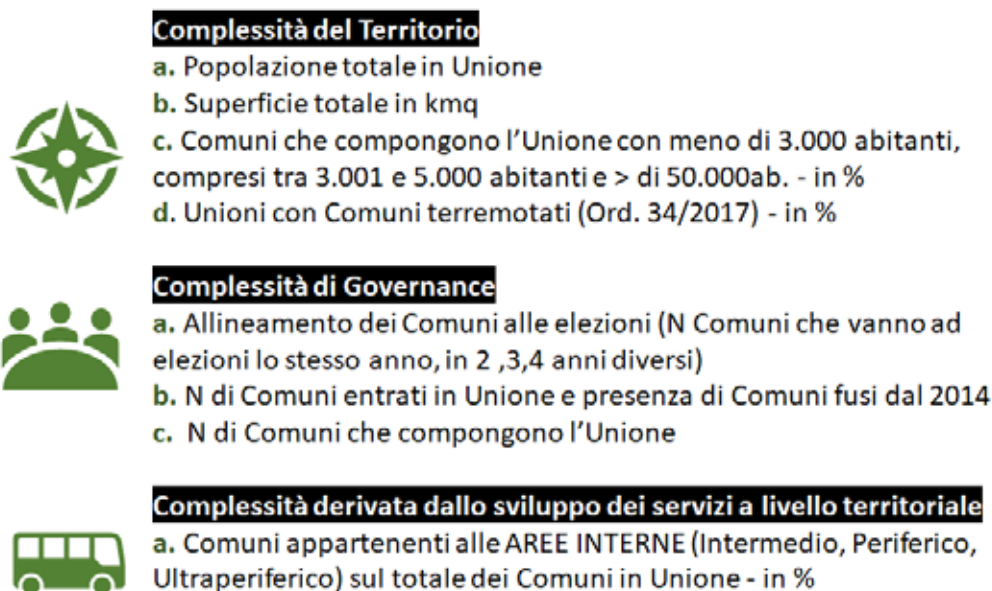 Complessità del Territorio
a. Popolazione totale in Unione
b. Superficie totale in kmq
c. Comuni che compongono l'Unione con meno di 3.000 abitanti,
compresi tra 3.001 e 5.000 abitanti e > di 50.000ab. - in %
d. Unioni con Comuni terremotati (Ord. 34/2017) - in %
Complessità di Governance
a. Allineamento dei Comuni alle elezioni (N Comuni che vanno ad
elezioni lo stesso anno, in 2 ,3,4 anni diversi)
b. N di Comuni entrati in Unione e presenza di Comuni fusi dal 2014
c. N di Comuni che compongono l'Unione
Complessità derivata dallo sviluppo dei servizi a livello territoriale
a. Comuni appartenenti alle AREE INTERNE (Intermedio, Periferico,
Ultraperiferico) sul totale dei Comuni in Unione - in %